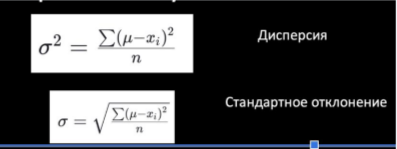 σ² = ∑(μ−xᵢ)² / n
Дисперсия
σ = √(∑(μ−xᵢ)² / n)
Стандартное отклонение